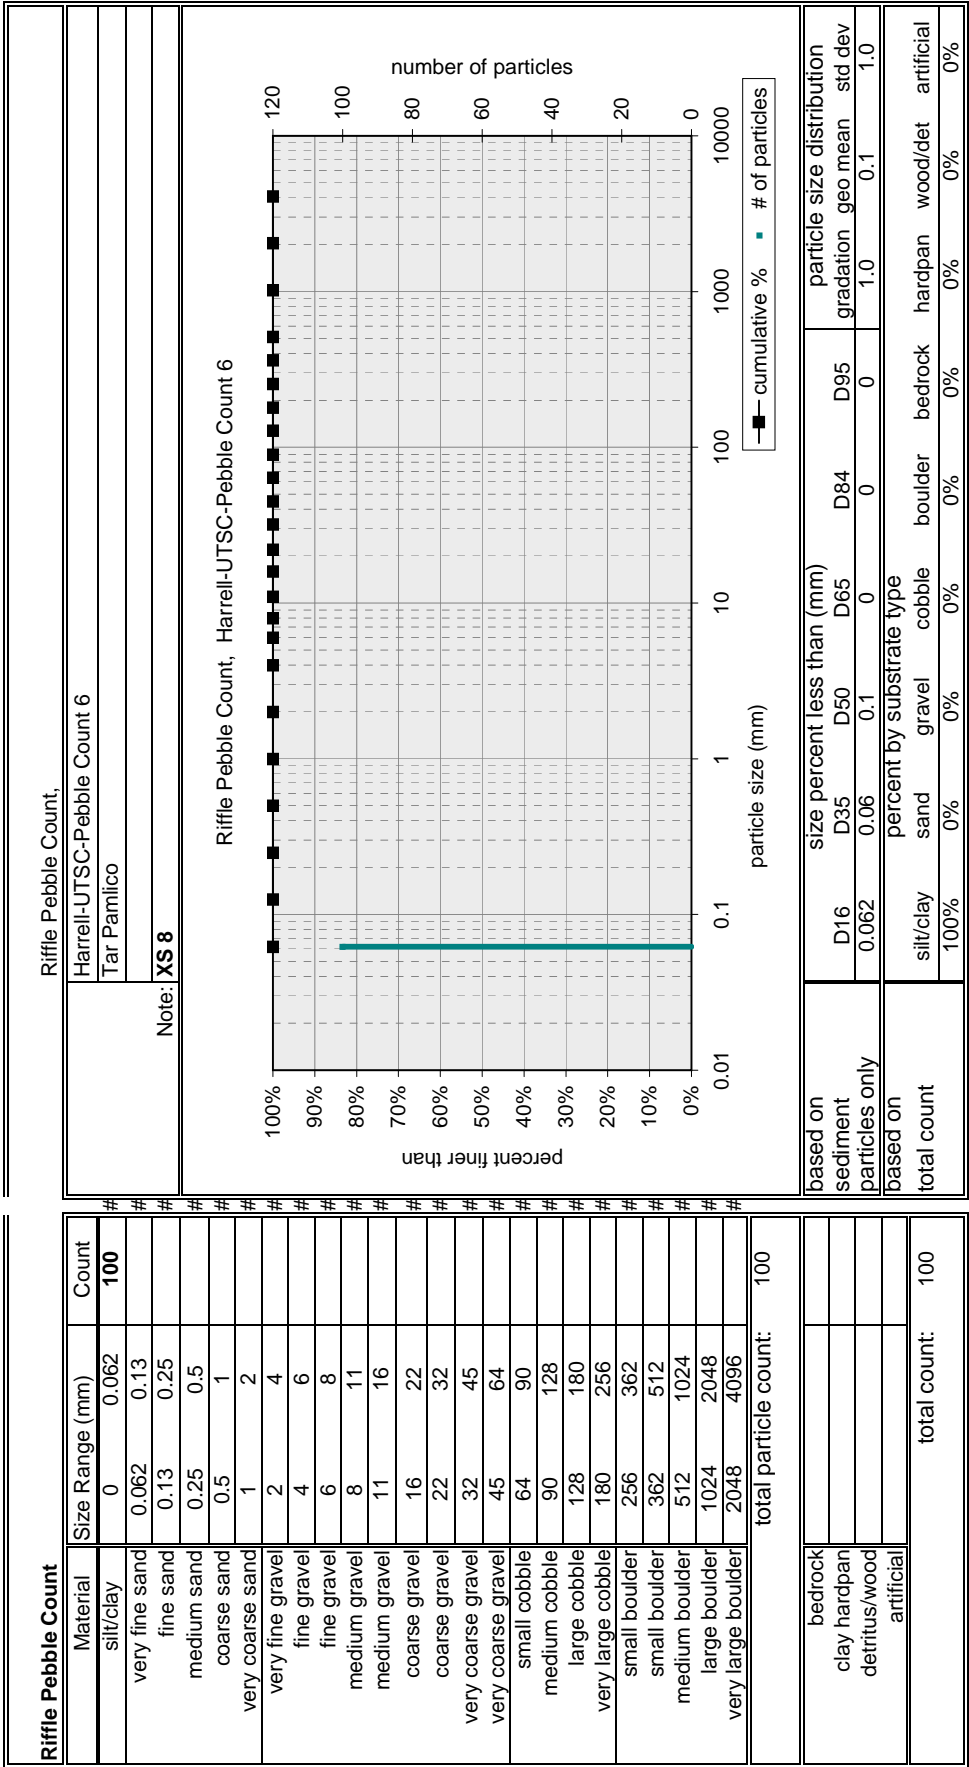 Riffle Pebble Count
Material Size Range (mm) Count
silt/clay 0 0.062 100 #
very fine sand 0.062 0.13 #
fine sand 0.13 0.25 #
medium sand 0.25 0.5 #
coarse sand 0.5 1 #
very coarse sand 1 2 #
very fine gravel 2 4 #
fine gravel 4 6 #
fine gravel 6 8 #
medium gravel 8 11 #
medium gravel 11 16 #
coarse gravel 16 22 #
coarse gravel 22 32 #
very coarse gravel 32 45 #
very coarse gravel 45 64 #
small cobble 64 90 #
medium cobble 90 128 #
large cobble 128 180 #
very large cobble 180 256 #
small boulder 256 362 #
small boulder 362 512 #
medium boulder 512 1024 #
large boulder 1024 2048 #
very large boulder 2048 4096 #
total particle count: 100
bedrock
clay hardpan
detritus/wood
artificial
total count: 100
Riffle Pebble Count,
Harrell-UTSC-Pebble Count 6
Tar Pamlico
Note: XS 8
Riffle Pebble Count, Harrell-UTSC-Pebble Count 6
percent finer than
100%
90%
80%
70%
60%
50%
40%
30%
20%
10%
0%
0.01 0.1 1 10 100 1000 10000
particle size (mm)
number of particles
120
100
80
60
40
20
0
cumulative % # of particles
based on
sediment
particles only
size percent less than (mm) particle size distribution
D16 D35 D50 D65 D84 D95 gradation geo mean std dev
0.062 0.06 0.1 0 0 0 1.0 0.1 1.0
based on
total count
percent by substrate type
silt/clay sand gravel cobble boulder bedrock hardpan wood/det artificial
100% 0% 0% 0% 0% 0% 0% 0% 0%